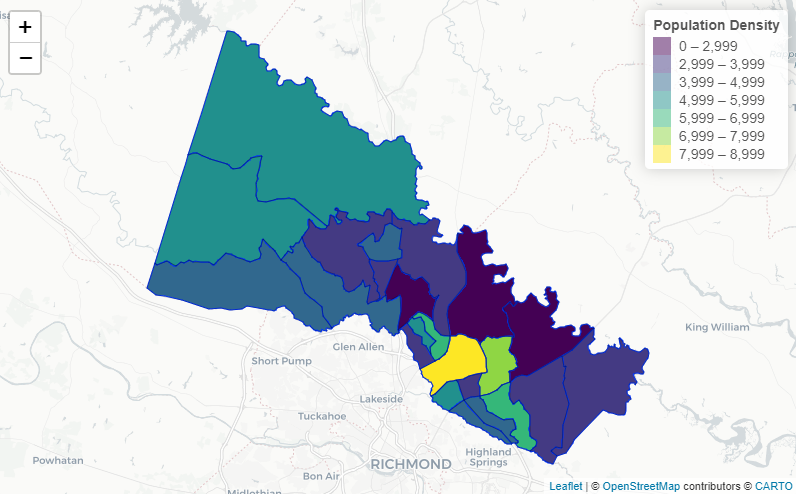 +
−
Population Density
0 – 2,999
2,999 – 3,999
3,999 – 4,999
4,999 – 5,999
5,999 – 6,999
6,999 – 7,999
7,999 – 8,999
King William
Glen Allen
Short Pump
Lakeside
Tuckahoe
Highland
Springs
Powhatan
RICHMOND
Bon Air
Midlothian
Leaflet | © OpenStreetMap contributors © CARTO